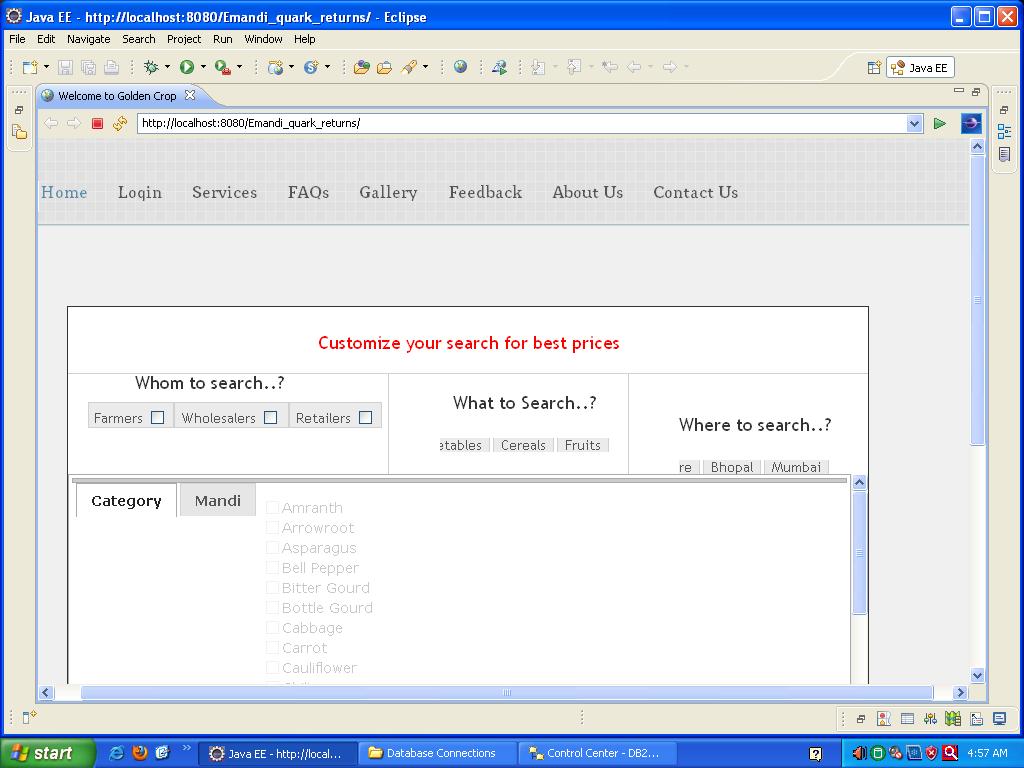 Java EE - http://localhost:8080/Emandi_quark_returns/ - Eclipse
File Edit Navigate Search Project Run Window Help
Java EE
Welcome to Golden Crop
http://localhost:8080/Emandi_quark_returns/
Home Login Services FAQs Gallery Feedback About Us Contact Us
Customize your search for best prices
Whom to search..?
Farmers Wholesalers Retailers
What to Search..?
etables Cereals Fruits
Where to search..?
re Bhopal Mumbai
Category Mandi
Amranth
Arrowroot
Asparagus
Bell Pepper
Bitter Gourd
Bottle Gourd
Cabbage
Carrot
Cauliflower
start Java EE - http://local... Database Connections Control Center - DB2... 4:57 AM